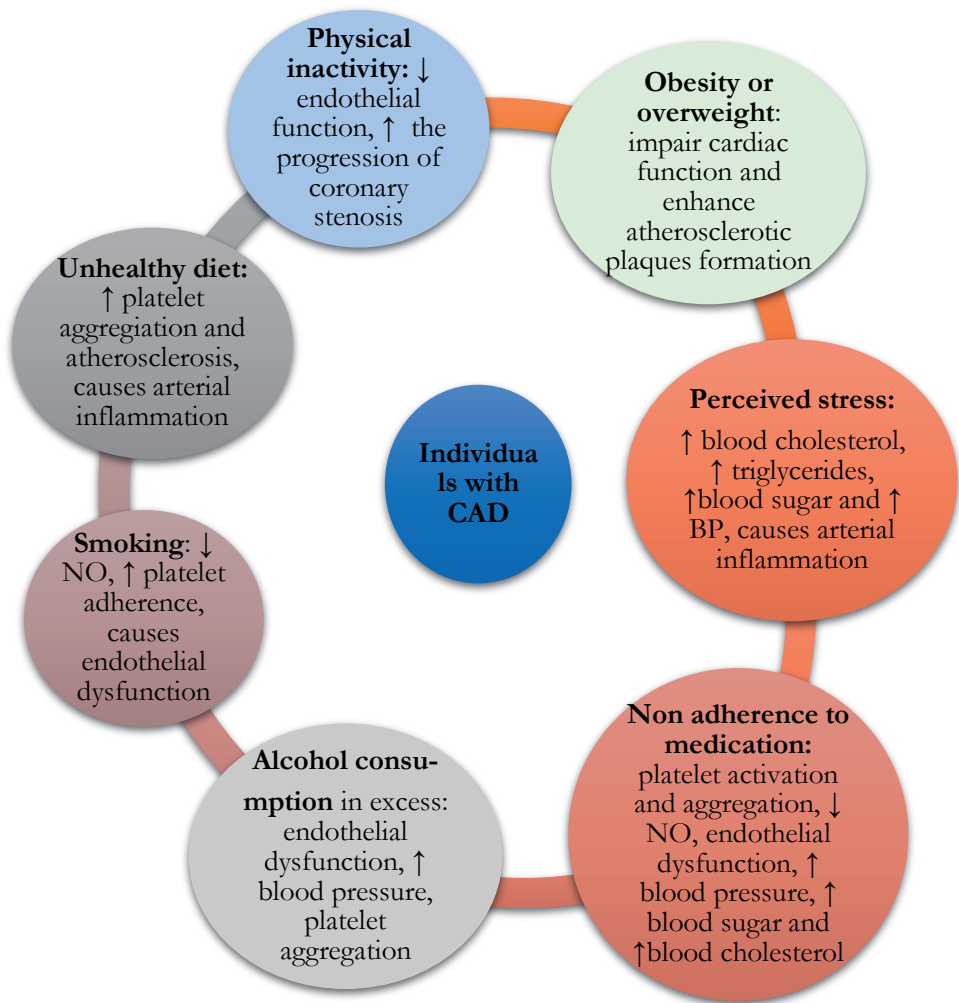 Physical
inactivity: ↓
endothelial
function, ↑ the
progression of
coronary
stenosis
Obesity or
overweight:
impair cardiac
function and
enhance
atherosclerotic
plaques formation
Perceived stress:
↑ blood cholesterol,
↑ triglycerides,
↑blood sugar and ↑
BP, causes arterial
inflammation
Non adherence to
medication:
platelet activation
and aggregation, ↓
NO, endothelial
dysfunction, ↑
blood pressure, ↑
blood sugar and
↑blood cholesterol
Alcohol consu-
mption in excess:
endothelial
dysfunction, ↑
blood pressure,
platelet
aggregation
Smoking: ↓
NO, ↑ platelet
adherence,
causes
endothelial
dysfunction
Unhealthy diet:
↑ platelet
aggregiation and
atherosclerosis,
causes arterial
inflammation
Individua
ls with
CAD